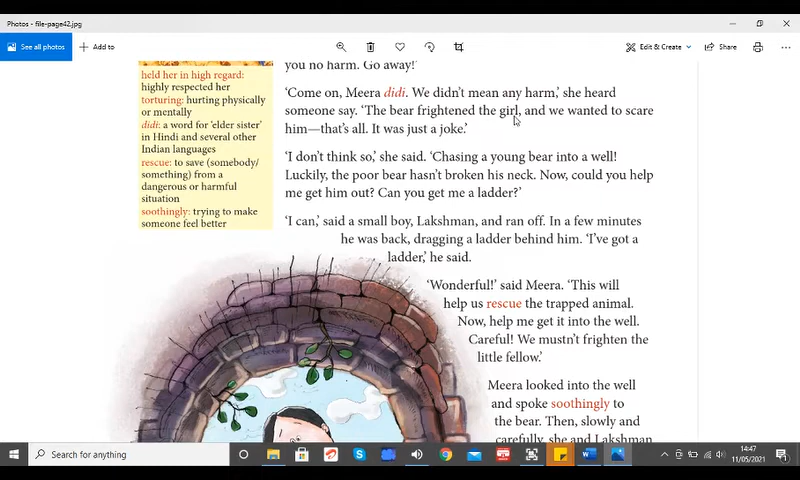 Photos - file-page42.jpg
See all photos
Add to
Edit & Create
Share
held her in high regard:
highly respected her
torturing: hurting physically
or mentally
didi: a word for 'elder sister'
in Hindi and several other
Indian languages
rescue: to save (somebody/
something) from a
dangerous or harmful
situation
soothingly: trying to make
someone feel better
you no harm. Go away!'
'Come on, Meera didi. We didn't mean any harm,' she heard
someone say. 'The bear frightened the girl, and we wanted to scare
him—that's all. It was just a joke.'
'I don't think so,' she said. 'Chasing a young bear into a well!
Luckily, the poor bear hasn't broken his neck. Now, could you help
me get him out? Can you get me a ladder?'
'I can,' said a small boy, Lakshman, and ran off. In a few minutes
he was back, dragging a ladder behind him. 'I've got a
ladder,' he said.
'Wonderful!' said Meera. 'This will
help us rescue the trapped animal.
Now, help me get it into the well.
Careful! We mustn't frighten the
little fellow.'
Meera looked into the well
and spoke soothingly to
the bear. Then, slowly and
carefully, she and Lakshman
Search for anything
14:47
11/05/2021